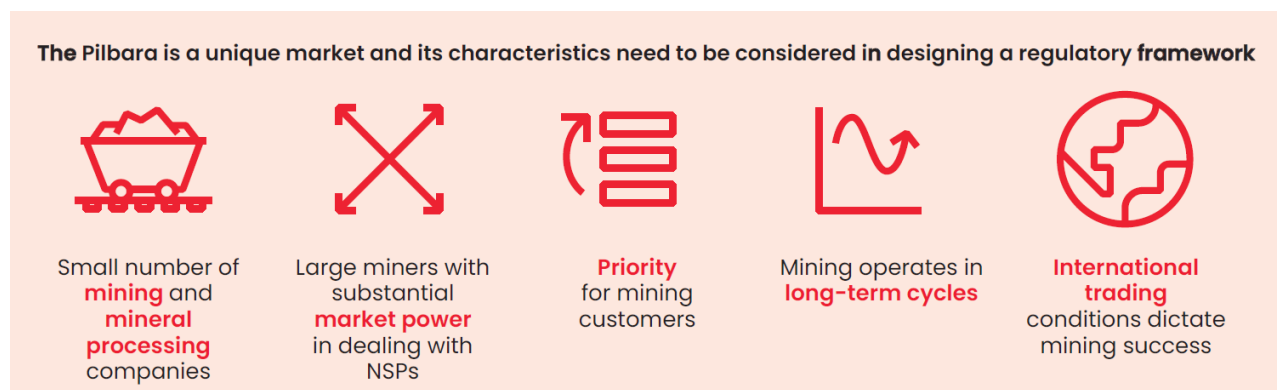 The Pilbara is a unique market and its characteristics need to be considered in designing a regulatory framework
Small number of
mining and
mineral
processing
companies
Large miners with
substantial
market power
in dealing with
NSPs
Priority
for mining
customers
Mining operates in
long-term cycles
International
trading
conditions dictate
mining success